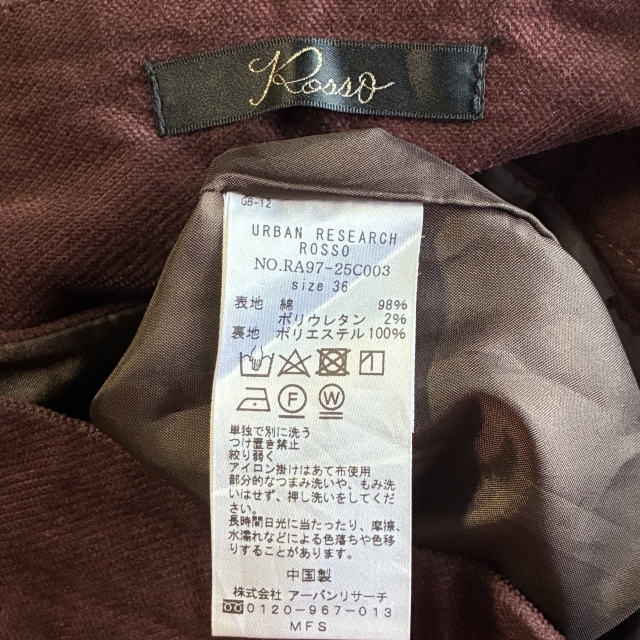 Rosso
GB-12
URBAN RESEARCH
ROSSO
NO.RA97-25C003
size 36
表地 綿 98%
ポリウレタン 2%
裏地 ポリエステル 100%
F W
単独で別に洗う
つけ置き禁止
絞り弱く
アイロン掛けはあて布使用
部分的なつまみ洗いや、もみ洗
いはせず、押し洗いをしてくだ
さい。
長時間日光に当たったり、摩擦、
水濡れなどによる色落ちや色移
りすることがあります。
中国製
株式会社 アーバンリサーチ
0120-967-013
MFS